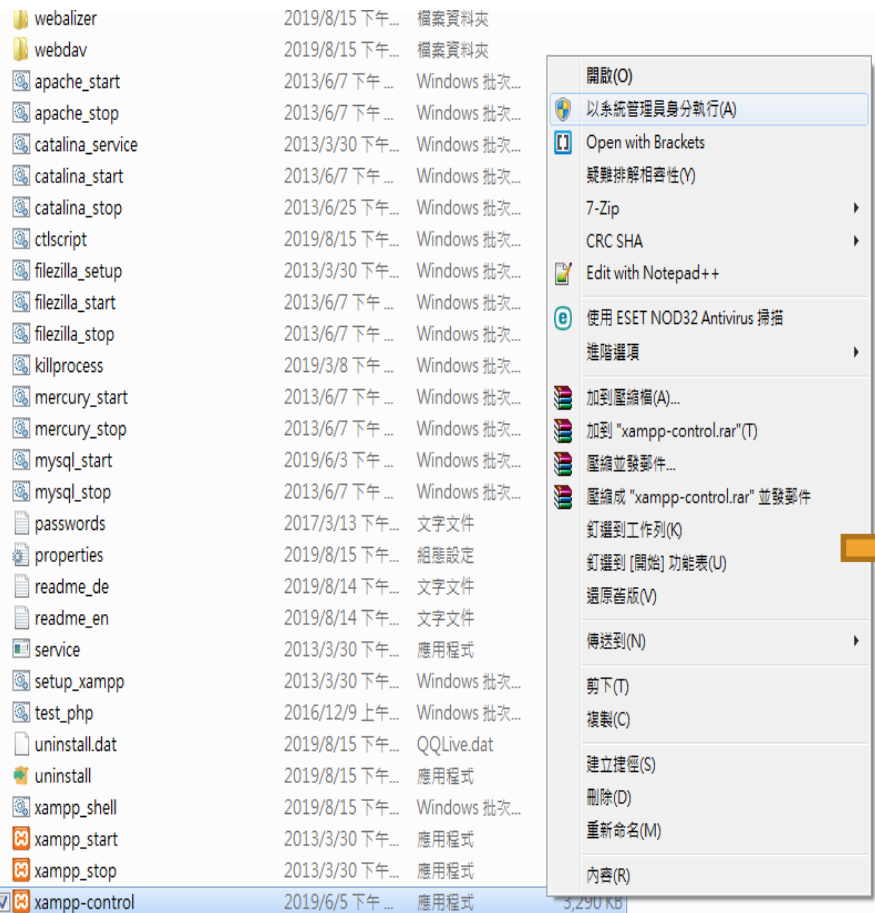 webalizer 2019/8/15 下午... 檔案資料夾
webdav 2019/8/15 下午... 檔案資料夾
apache_start 2013/6/7 下午 ... Windows 批次...
apache_stop 2013/6/7 下午 ... Windows 批次...
catalina_service 2013/3/30 下午... Windows 批次...
catalina_start 2013/6/7 下午 ... Windows 批次...
catalina_stop 2013/6/25 下午... Windows 批次...
ctlscript 2019/8/15 下午... Windows 批次...
filezilla_setup 2013/3/30 下午... Windows 批次...
filezilla_start 2013/6/7 下午 ... Windows 批次...
filezilla_stop 2013/6/7 下午 ... Windows 批次...
killprocess 2019/3/8 下午 ... Windows 批次...
mercury_start 2013/6/7 下午 ... Windows 批次...
mercury_stop 2013/6/7 下午 ... Windows 批次...
mysql_start 2019/6/3 下午 ... Windows 批次...
mysql_stop 2013/6/7 下午 ... Windows 批次...
passwords 2017/3/13 下午... 文字文件
properties 2019/8/15 下午... 組態設定
readme_de 2019/8/14 下午... 文字文件
readme_en 2019/8/14 下午... 文字文件
service 2013/3/30 下午... 應用程式
setup_xampp 2013/3/30 下午... Windows 批次...
test_php 2016/12/9 上午... Windows 批次...
uninstall.dat 2019/8/15 下午... QQLive.dat
uninstall 2019/8/15 下午... 應用程式
xampp_shell 2019/8/15 下午... Windows 批次...
xampp_start 2013/3/30 下午... 應用程式
xampp_stop 2013/3/30 下午... 應用程式
xampp-control 2019/6/5 下午 ... 應用程式 3,290 KB
開啟(O)
以系統管理員身分執行(A)
Open with Brackets
疑難排解相容性(Y)
7-Zip
CRC SHA
Edit with Notepad++
使用 ESET NOD32 Antivirus 掃描
進階選項
加到壓縮檔(A)...
加到 "xampp-control.rar"(T)
壓縮並發郵件...
壓縮成 "xampp-control.rar" 並發郵件
釘選到工作列(K)
釘選到 [開始] 功能表(U)
還原舊版(V)
傳送到(N)
剪下(T)
複製(C)
建立捷徑(S)
刪除(D)
重新命名(M)
內容(R)